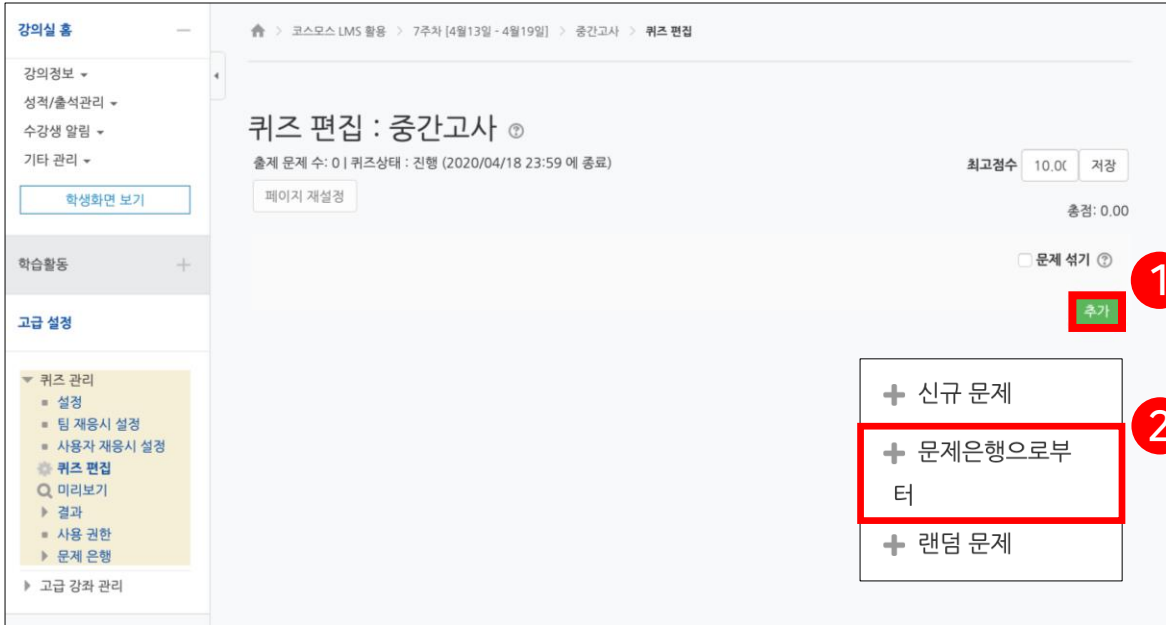 강의실 홈
강의정보
성적/출석관리
수강생 알림
기타 관리
학생화면 보기
학습활동
고급 설정
퀴즈 관리
설정
팀 재응시 설정
사용자 재응시 설정
퀴즈 편집
미리보기
결과
사용 권한
문제 은행
고급 강좌 관리
코스모스 LMS 활용 > 7주차 [4월13일 - 4월19일] > 중간고사 > 퀴즈 편집
퀴즈 편집 : 중간고사
출제 문제 수: 0 | 퀴즈상태 : 진행 (2020/04/18 23:59 에 종료)
페이지 재설정
최고점수 10.0( 저장
총점: 0.00
문제 섞기
1
추가
신규 문제
2
문제은행으로부
터
랜덤 문제